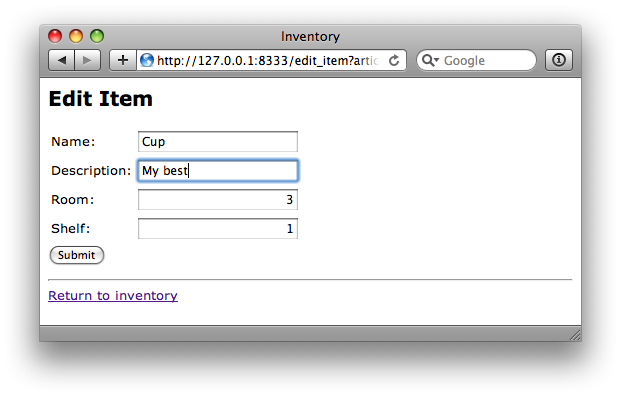 Inventory
http://127.0.0.1:8333/edit_item?artic
Google
Edit Item
Name: Cup
Description: My best
Room: 3
Shelf: 1
Submit
Return to inventory